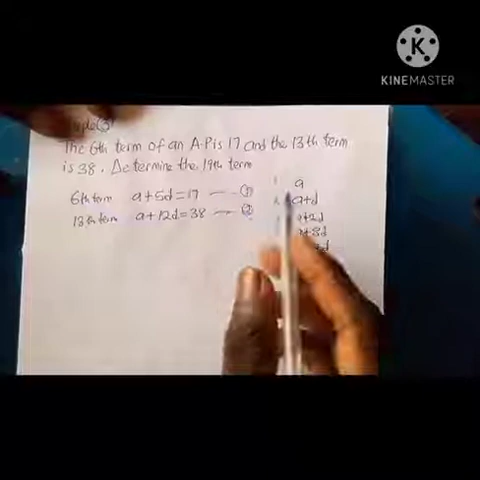 K
KINEMASTER
The 6th term of an A.P is 17 and the 13th term
is 38. Determine the 19th term
6th term a+5d=17 ---- ①
13th term a+12d=38 --- ②
a
a+d
a+2d